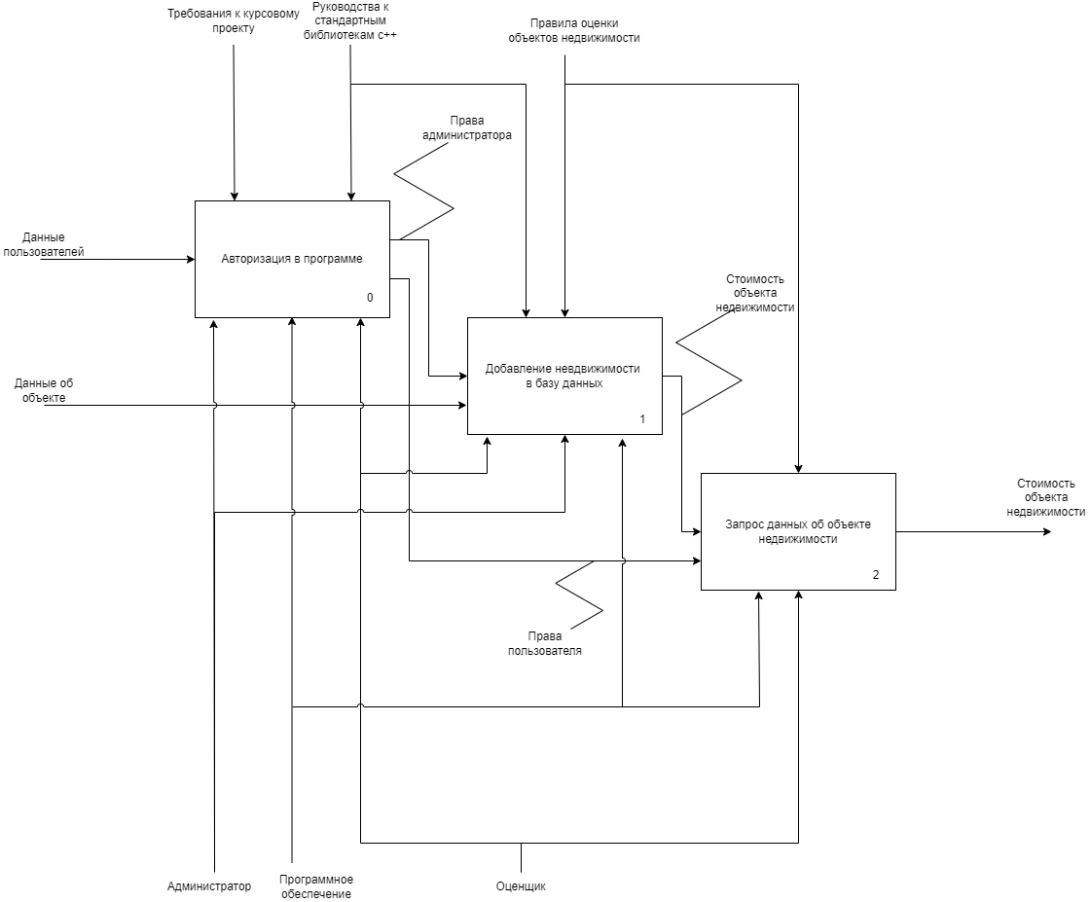 Требования к курсовому
проекту
Руководства к
стандартным
библиотекам с++
Правила оценки
объектов недвижимости
Права
администратора
Данные
пользователей
Авторизация в программе
0
Стоимость
объекта
недвижимости
Данные об
объекте
Добавление невдвижимости
в базу данных
1
Запрос данных об объекте
недвижимости
2
Стоимость
объекта
недвижимости
Права
пользователя
Администратор
Программное
обеспечение
Оценщик